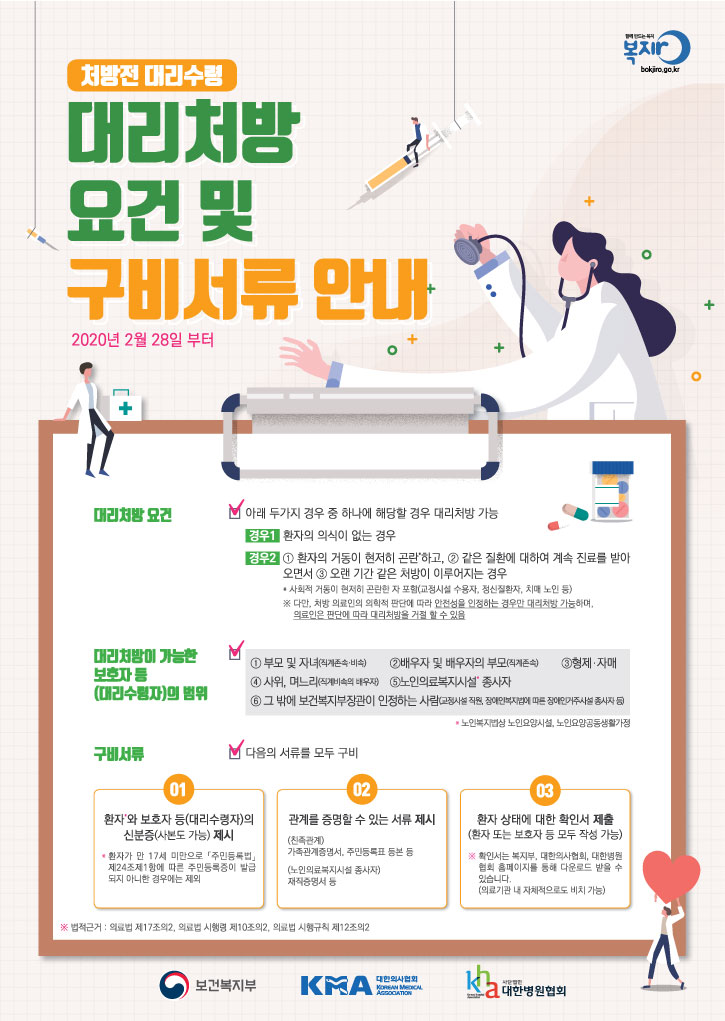 함께 만드는 복지
복지로
bokjiro.go.kr
처방전 대리수령
대리처방
요건 및
구비서류 안내
2020년 2월 28일 부터
대리처방 요건
아래 두가지 경우 중 하나에 해당할 경우 대리처방 가능
경우1 환자의 의식이 없는 경우
경우2 ① 환자의 거동이 현저히 곤란*하고, ② 같은 질환에 대하여 계속 진료를 받아
오면서 ③ 오랜 기간 같은 처방이 이루어지는 경우
* 사회적 거동이 현저히 곤란한 자 포함(교정시설 수용자, 정신질환자, 치매 노인 등)
※ 다만, 처방 의료인의 의학적 판단에 따라 안전성을 인정하는 경우만 대리처방 가능하며,
의료인은 판단에 따라 대리처방을 거절 할 수 있음
대리처방이 가능한
보호자 등
(대리수령자)의 범위
① 부모 및 자녀(직계존속·비속) ②배우자 및 배우자의 부모(직계존속) ③형제·자매
④ 사위, 며느리(직계비속의 배우자) ⑤노인의료복지시설* 종사자
⑥ 그 밖에 보건복지부장관이 인정하는 사람(교정시설 직원, 장애인복지법에 따른 장애인거주시설 종사자 등)
* 노인복지법상 노인요양시설, 노인요양공동생활가정
구비서류
다음의 서류를 모두 구비
01
환자*와 보호자 등(대리수령자)의
신분증(사본도 가능) 제시
* 환자가 만 17세 미만으로 「주민등록법」
제24조제1항에 따른 주민등록증이 발급
되지 아니한 경우에는 제외
02
관계를 증명할 수 있는 서류 제시
(친족관계)
가족관계증명서, 주민등록표 등본 등
(노인의료복지시설 종사자)
재직증명서 등
03
환자 상태에 대한 확인서 제출
(환자 또는 보호자 등 모두 작성 가능)
※ 확인서는 복지부, 대한의사협회, 대한병원
협회 홈페이지를 통해 다운로드 받을 수
있습니다.
(의료기관 내 자체적으로도 비치 가능)
※ 법적근거 : 의료법 제17조의2, 의료법 시행령 제10조의2, 의료법 시행규칙 제12조의2
보건복지부
KMA 대한의사협회
KOREAN MEDICAL
ASSOCIATION
kha
사단법인
대한병원협회